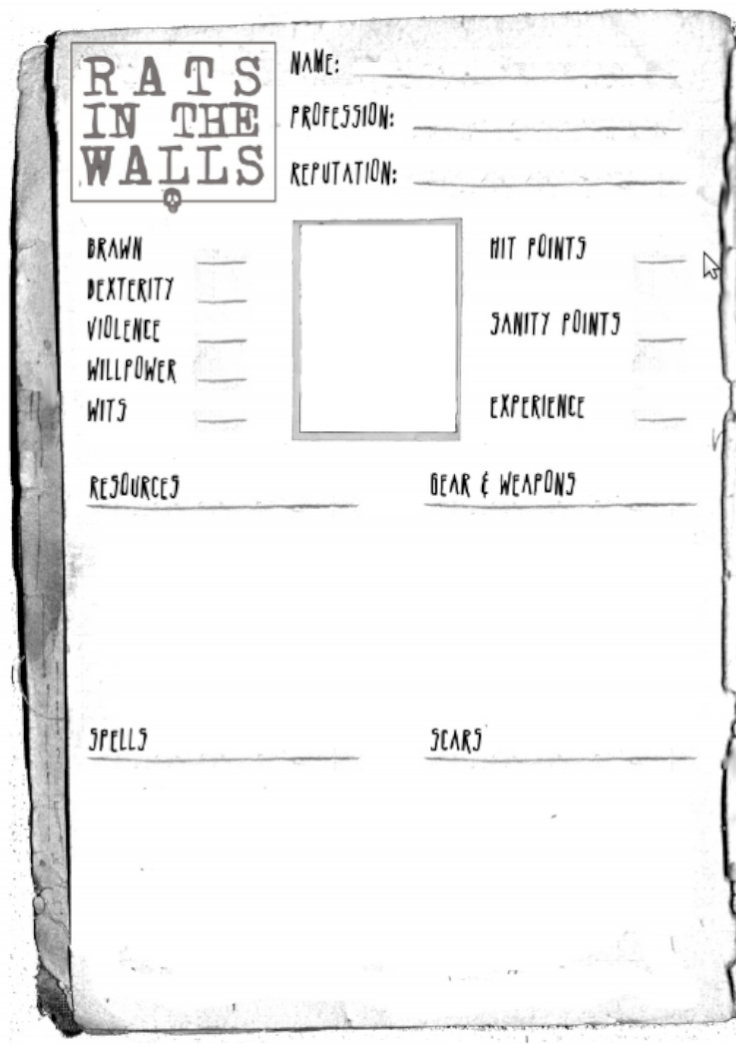 RATS
IN THE
WALLS
NAME:
PROFESSION:
REPUTATION:
BRAWN
DEXTERITY
VIOLENCE
WILLPOWER
WITS
HIT POINTS
SANITY POINTS
EXPERIENCE
RESOURCES
GEAR & WEAPONS
SPELLS
SCARS